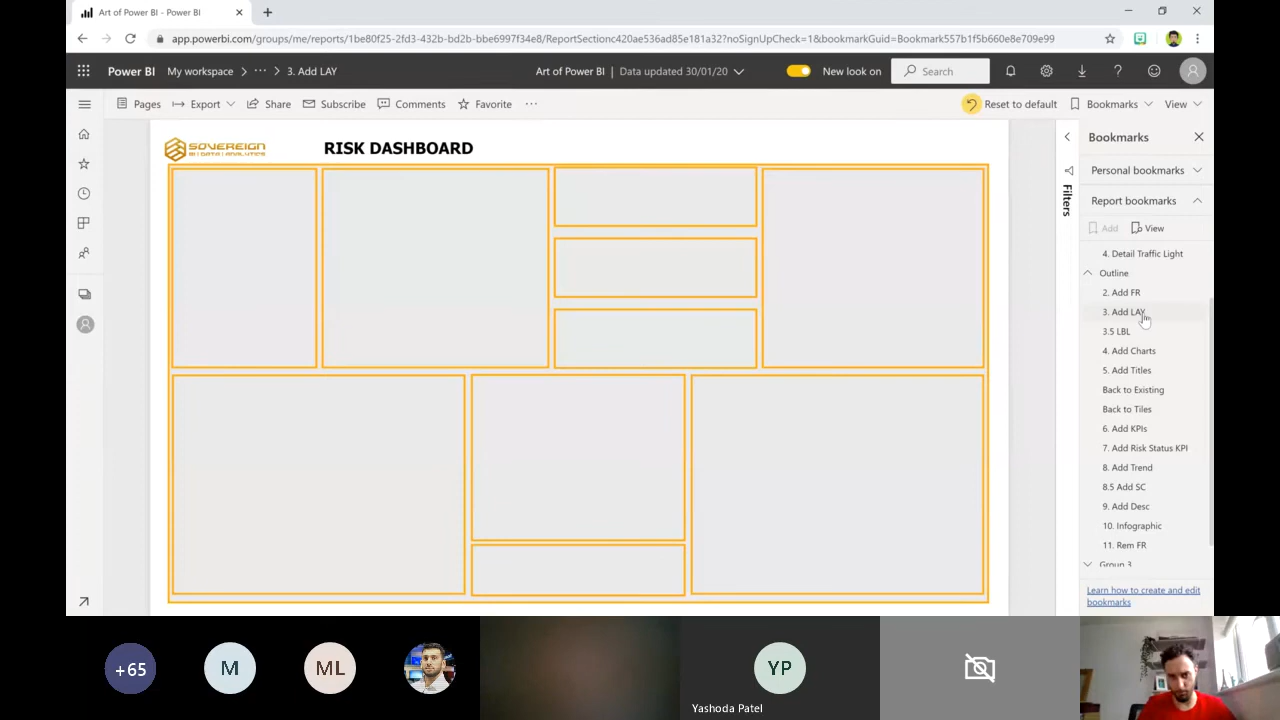 Art of Power BI - Power BI
app.powerbi.com/groups/me/reports/1be80f25-2fd3-432b-bd2b-bbe6997f34e8/ReportSectionc420ae536ad85e181a32?noSignUpCheck=1&bookmarkGuid=Bookmark557b1f5b660e8e709e99
Power BI My workspace > ... > 3. Add LAY Art of Power BI | Data updated 30/01/20 New look on Search
Pages Export Share Subscribe Comments Favorite ... Reset to default Bookmarks View
SOVEREIGN
BI | DATA | ANALYTICS
RISK DASHBOARD
Filters
Bookmarks
Personal bookmarks
Report bookmarks
Add View
4. Detail Traffic Light
Outline
2. Add FR
3. Add LAY
3.5 LBL
4. Add Charts
5. Add Titles
Back to Existing
Back to Tiles
6. Add KPIs
7. Add Risk Status KPI
8. Add Trend
8.5 Add SC
9. Add Desc
10. Infographic
11. Rem FR
Group 3
Learn how to create and edit
bookmarks
+65
M
ML
YP
Yashoda Patel